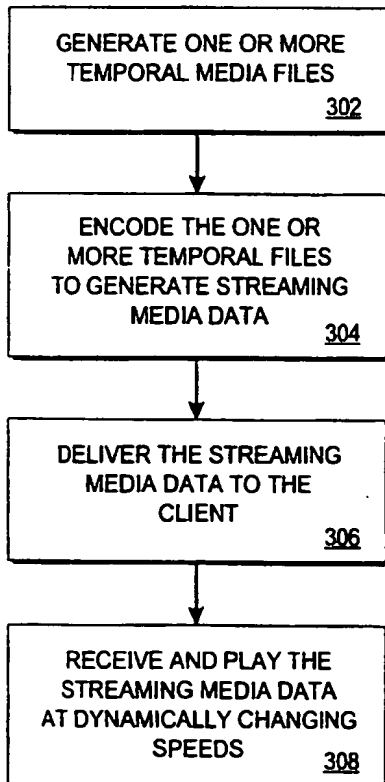 GENERATE ONE OR MORE
TEMPORAL MEDIA FILES
302
ENCODE THE ONE OR
MORE TEMPORAL FILES
TO GENERATE STREAMING
MEDIA DATA
304
DELIVER THE STREAMING
MEDIA DATA TO THE
CLIENT
306
RECEIVE AND PLAY THE
STREAMING MEDIA DATA
AT DYNAMICALLY CHANGING
SPEEDS
308